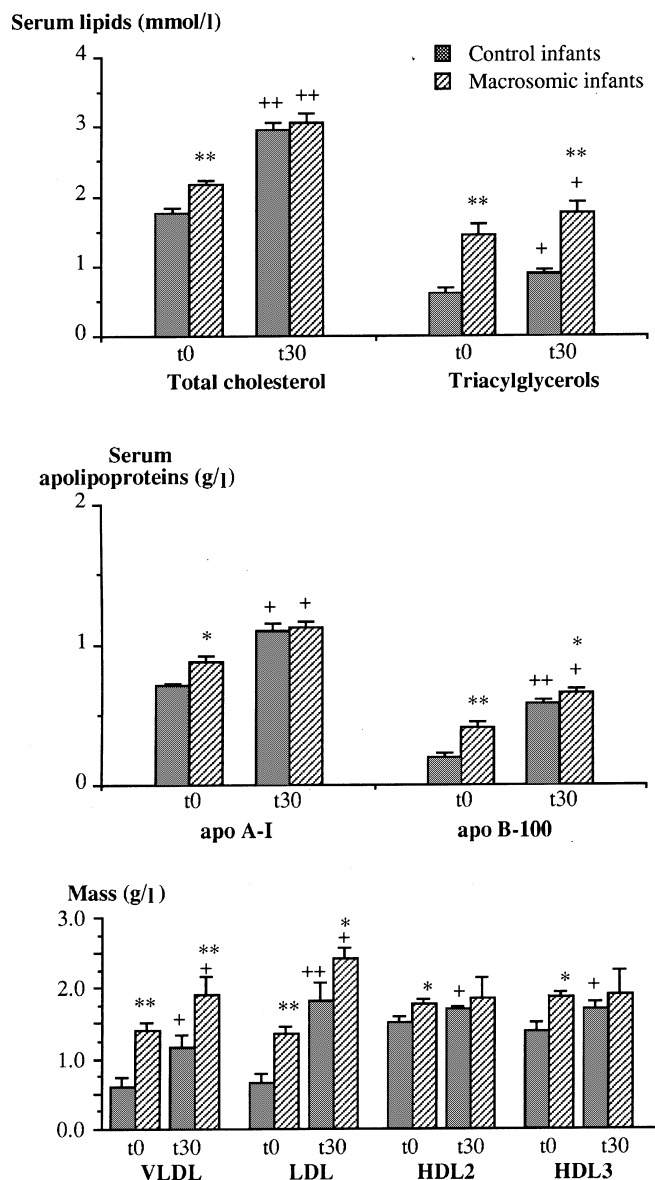 Serum lipids (mmol/l)
Control infants
Macrosomic infants
4
3
2
1
0
**
++
++
**
+
**
+
t0
t30
t0
t30
Total cholesterol
Triacylglycerols
Serum
apolipoproteins (g/l)
2
1
0
*
+
+
**
++
*
+
t0
t30
t0
t30
apo A-I
apo B-100
Mass (g/l)
3.0
2.0
1.0
0.0
**
+
**
+
**
++
*
+
*
+
*
+
t0
t30
t0
t30
t0
t30
t0
t30
VLDL
LDL
HDL2
HDL3